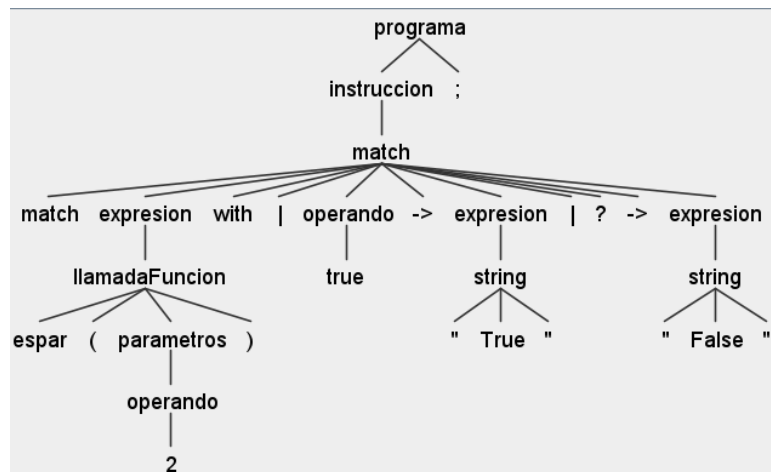 programa
instruccion ;
match
match expresion with | operando -> expresion | ? -> expresion
llamadaFuncion true string string
espar ( parametros ) " True " " False "
operando
2